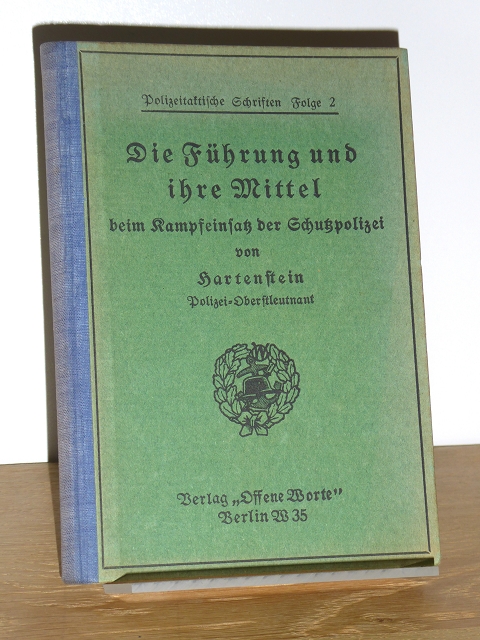 Polizeitaktische Schriften Folge 2
Die Führung und
ihre Mittel
beim Kampfeinsatz der Schutzpolizei
von
Hartenstein
Polizei=Oberstleutnant
Verlag „Offene Worte"
Berlin W 35